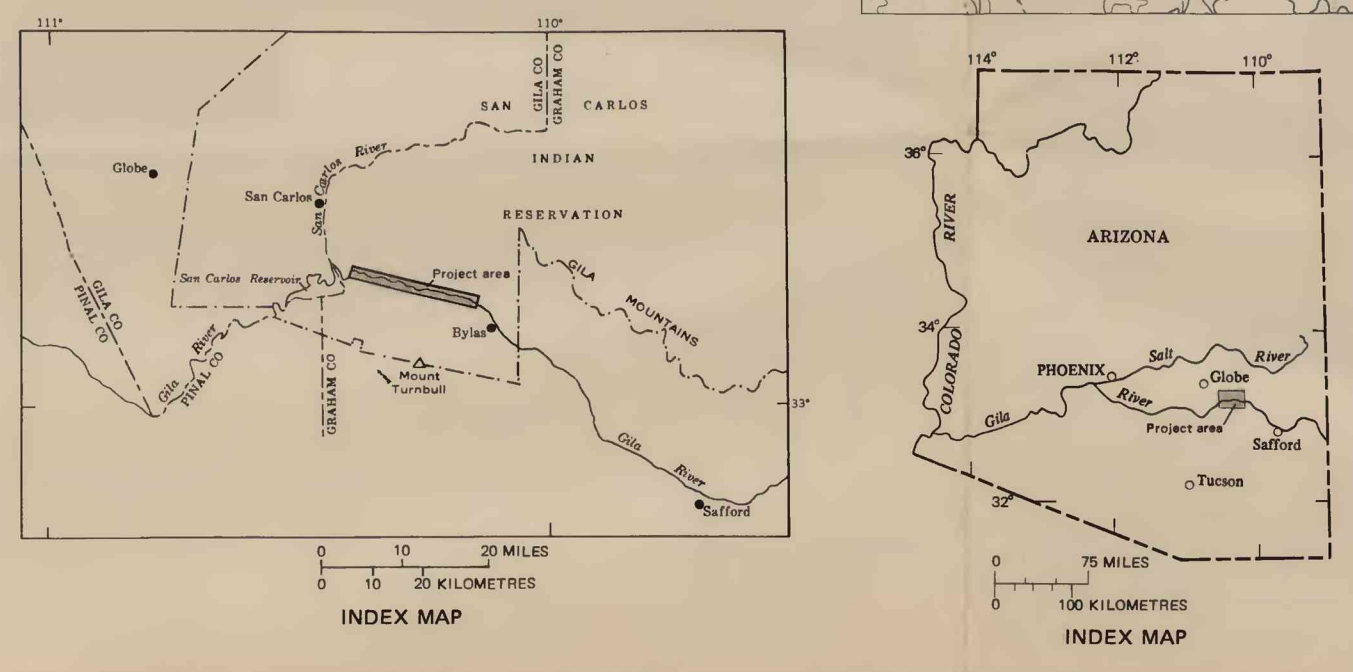 111°
110°
GILA CO
GRAHAM CO
SAN CARLOS
INDIAN
RESERVATION
Globe
San Carlos
San Carlos River
GILA CO
PINAL CO
San Carlos Reservoir
Project area
GILA
MOUNTAINS
Bylas
Gila River
PINAL CO
GRAHAM CO
Mount
Turnbull
33°
Gila
River
Safford
0 10 20 MILES
0 10 20 KILOMETRES
INDEX MAP
114°
112°
110°
36°
RIVER
ARIZONA
34°
COLORADO
Salt River
PHOENIX
Globe
River
Gila
Project area
Safford
Tucson
32°
0 75 MILES
0 100 KILOMETRES
INDEX MAP